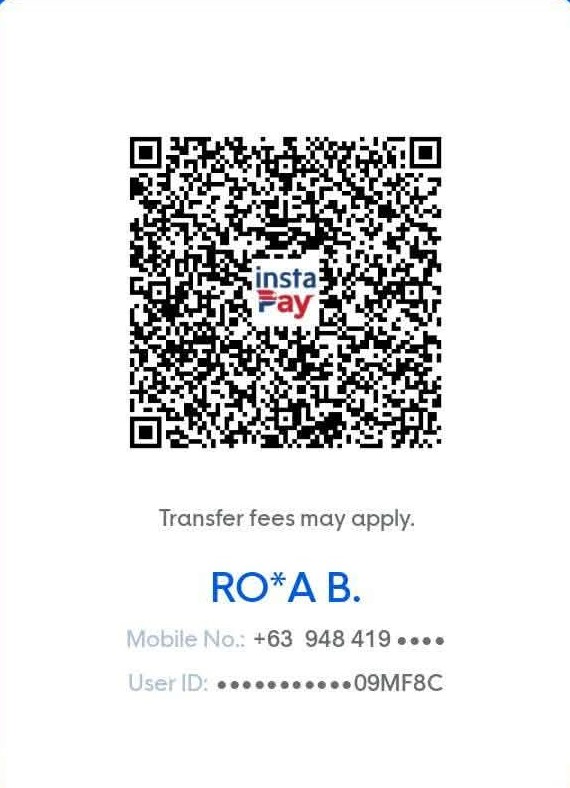 insta
Pay
Transfer fees may apply.
RO*A B.
Mobile No.: +63 948 419 ••••
User ID: •••••••••••09MF8C